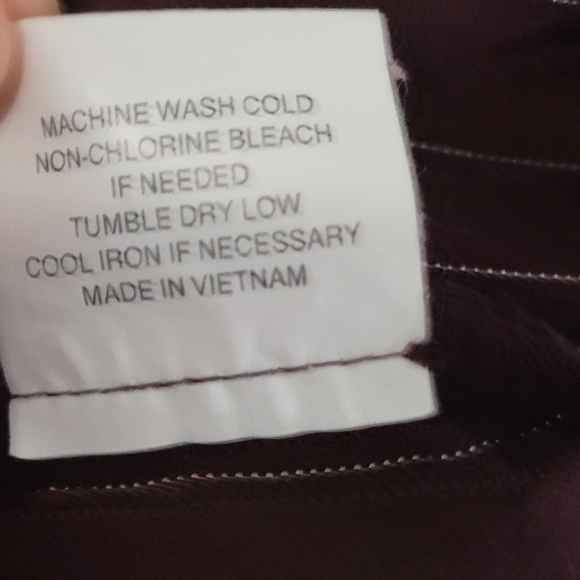 MACHINE WASH COLD
NON-CHLORINE BLEACH
IF NEEDED
TUMBLE DRY LOW
COOL IRON IF NECESSARY
MADE IN VIETNAM